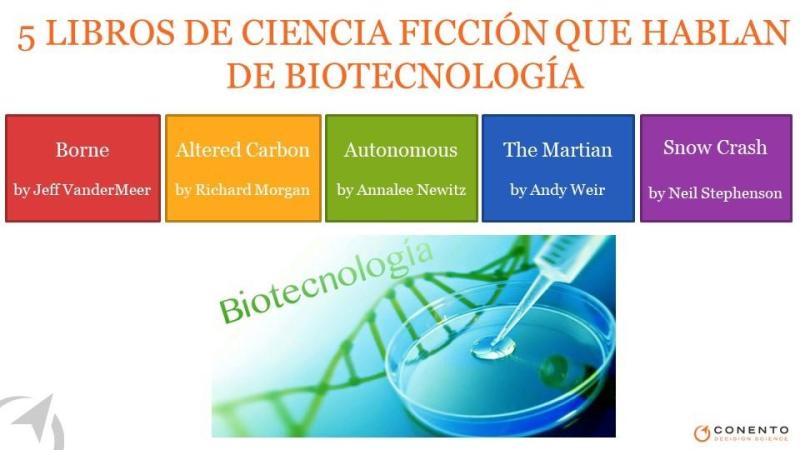 5 LIBROS DE CIENCIA FICCIÓN QUE HABLAN
DE BIOTECNOLOGÍA
Borne
by Jeff VanderMeer
Altered Carbon
by Richard Morgan
Autonomous
by Annalee Newitz
The Martian
by Andy Weir
Snow Crash
by Neil Stephenson
Biotecnología
CONENTO
DECISION SCIENCE